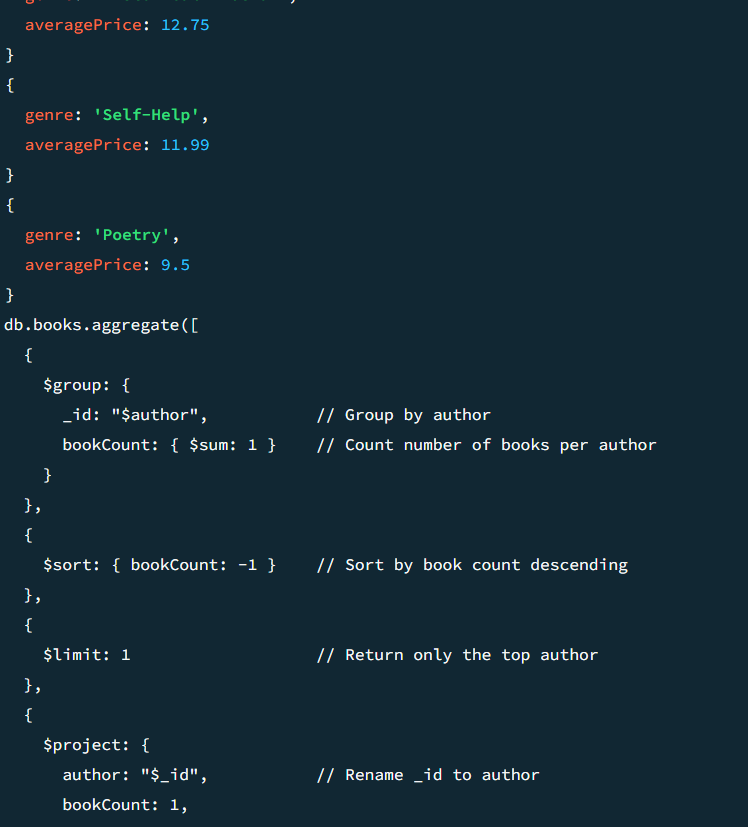 averagePrice: 12.75
}
{
  genre: 'Self-Help',
  averagePrice: 11.99
}
{
  genre: 'Poetry',
  averagePrice: 9.5
}
db.books.aggregate([
  {
    $group: {
      _id: "$author",           // Group by author
      bookCount: { $sum: 1 }    // Count number of books per author
    }
  },
  {
    $sort: { bookCount: -1 }    // Sort by book count descending
  },
  {
    $limit: 1                   // Return only the top author
  },
  {
    $project: {
      author: "$_id",           // Rename _id to author
      bookCount: 1,